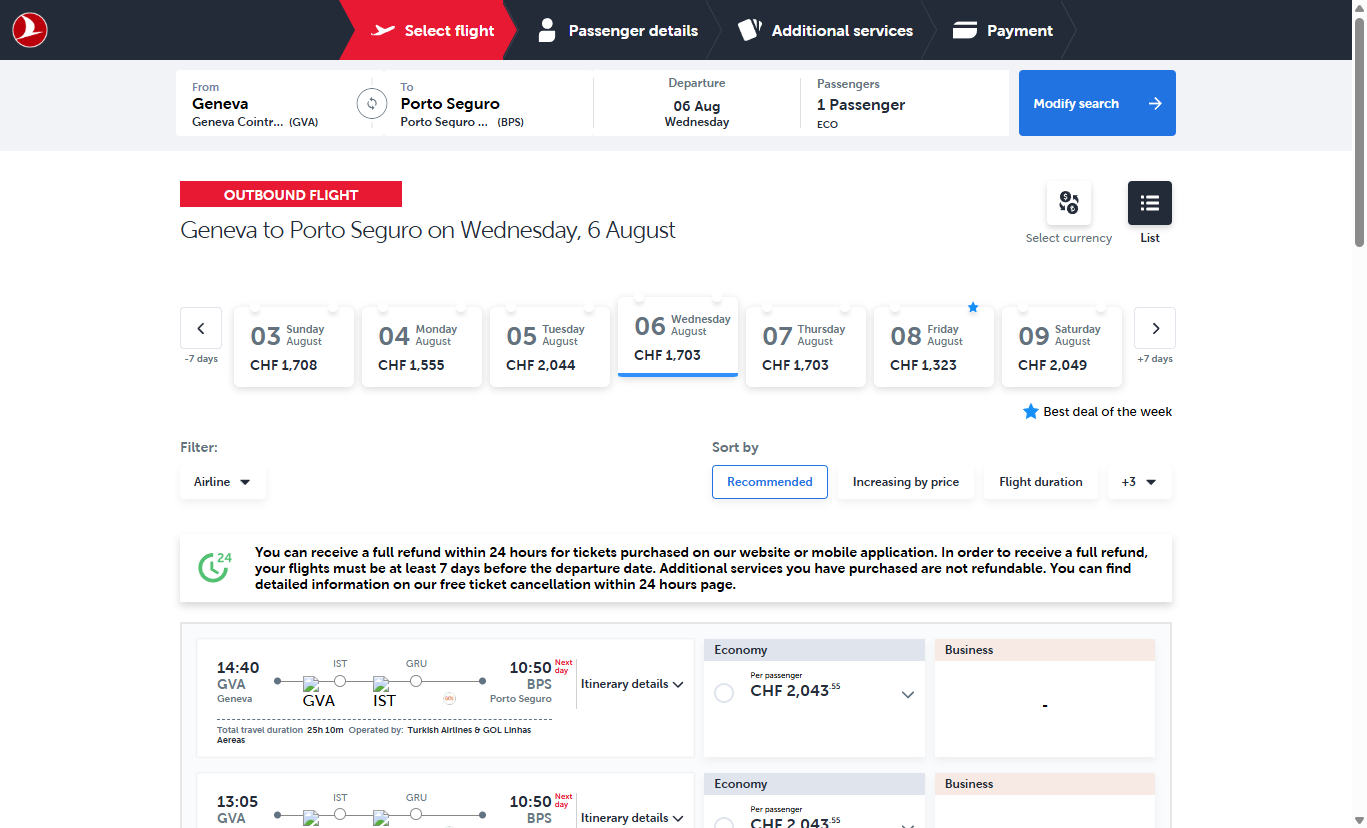 Select flight
Passenger details
Additional services
Payment
From
Geneva
Geneva Cointr... (GVA)
To
Porto Seguro
Porto Seguro ... (BPS)
Departure
06 Aug
Wednesday
Passengers
1 Passenger
ECO
Modify search
OUTBOUND FLIGHT
Geneva to Porto Seguro on Wednesday, 6 August
Select currency
List
-7 days
03 Sunday August
CHF 1,708
04 Monday August
CHF 1,555
05 Tuesday August
CHF 2,044
06 Wednesday August
CHF 1,703
07 Thursday August
CHF 1,703
08 Friday August
CHF 1,323
09 Saturday August
CHF 2,049
+7 days
Best deal of the week
Filter:
Airline
Sort by
Recommended
Increasing by price
Flight duration
+3
24
You can receive a full refund within 24 hours for tickets purchased on our website or mobile application. In order to receive a full refund,
your flights must be at least 7 days before the departure date. Additional services you have purchased are not refundable. You can find
detailed information on our free ticket cancellation within 24 hours page.
14:40
GVA
Geneva
IST
GRU
GVA
IST
GOL
10:50 Next day
BPS
Porto Seguro
Itinerary details
Total travel duration 25h 10m Operated by: Turkish Airlines & GOL Linhas
Aereas
Economy
Per passenger
CHF 2,043.55
Business
-
13:05
GVA
IST
GRU
10:50 Next day
BPS
Itinerary details
Economy
Per passenger
CHF 2,043.55
Business